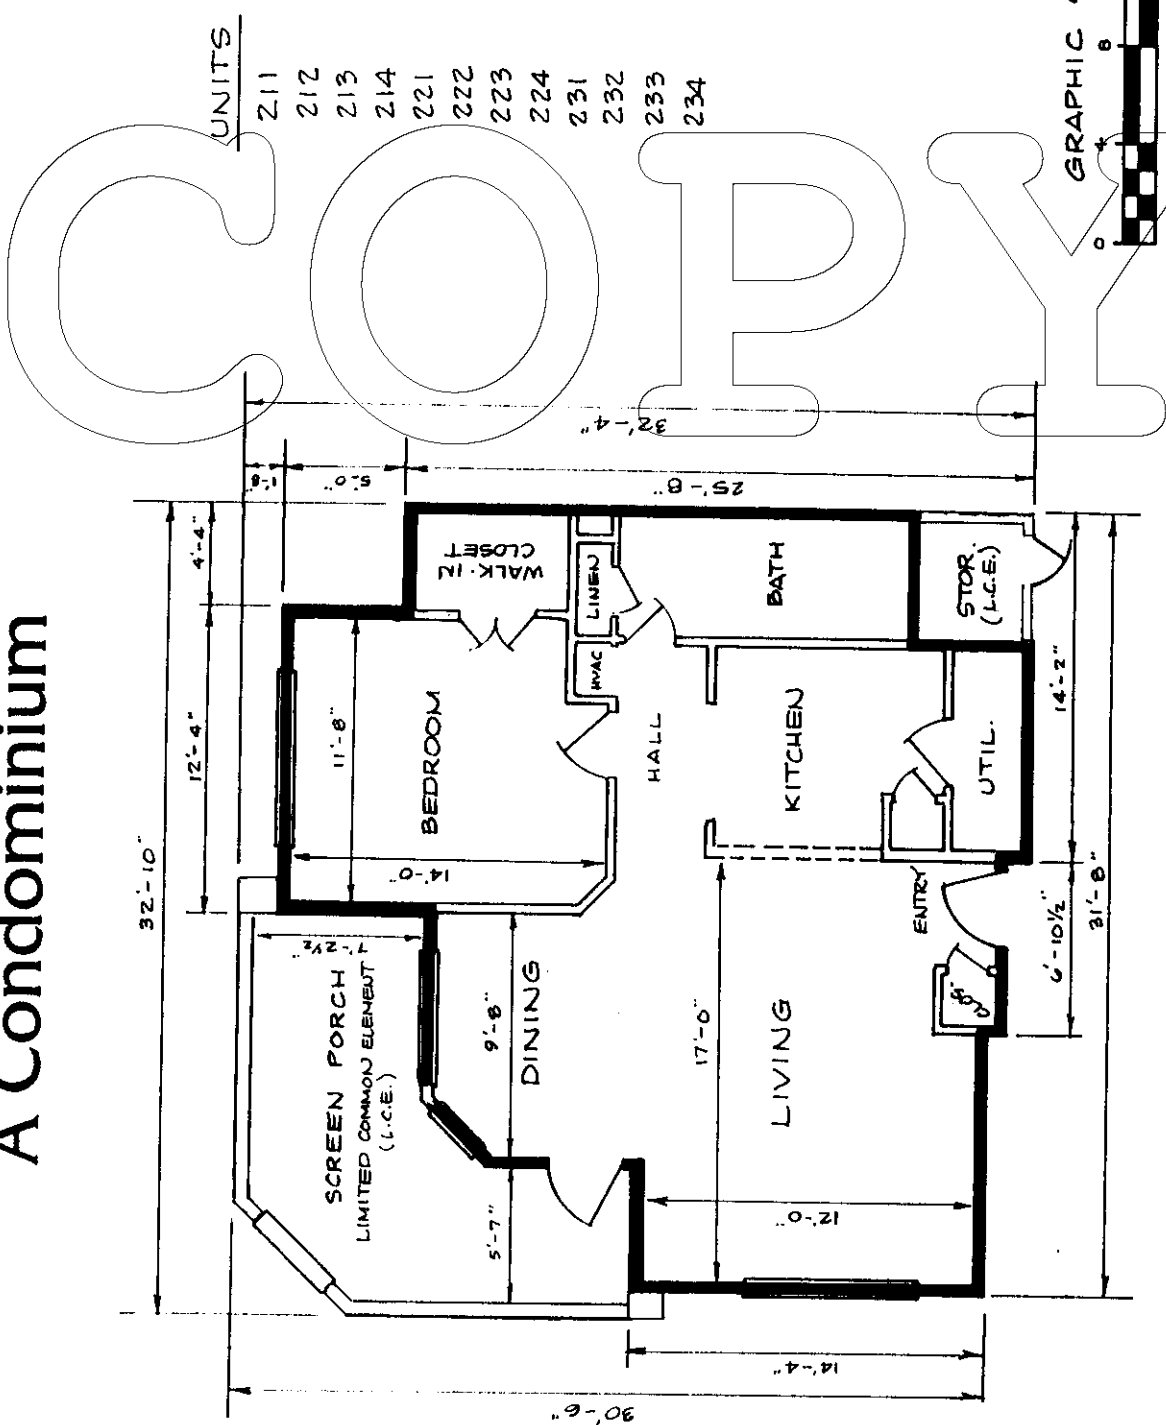 A Condominium
UNITS
211
212
213
214
221
222
223
224
231
232
233
234
COPY
GRAPHIC
0 4 8
32'-10"
12'-4"
4'-4"
1'-8"
5'-0"
25'-8"
32'-4"
SCREEN PORCH
LIMITED COMMON ELEMENT
(L.C.E.)
7'-2½"
BEDROOM
11'-8"
14'-0"
WALK-IN
CLOSET
LINEN
HVAC
BATH
HALL
DINING
9'-8"
5'-7"
KITCHEN
UTIL.
STOR.
(L.C.E.)
LIVING
17'-0"
12'-0"
ENTRY
CLOS.
14'-2"
6'-10½"
31'-8"
14'-4"
30'-6"